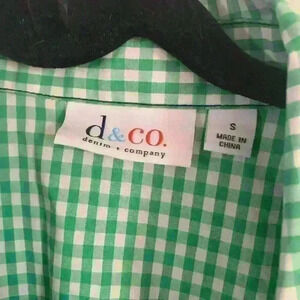 d&co.
denim + company
S
MADE IN
CHINA